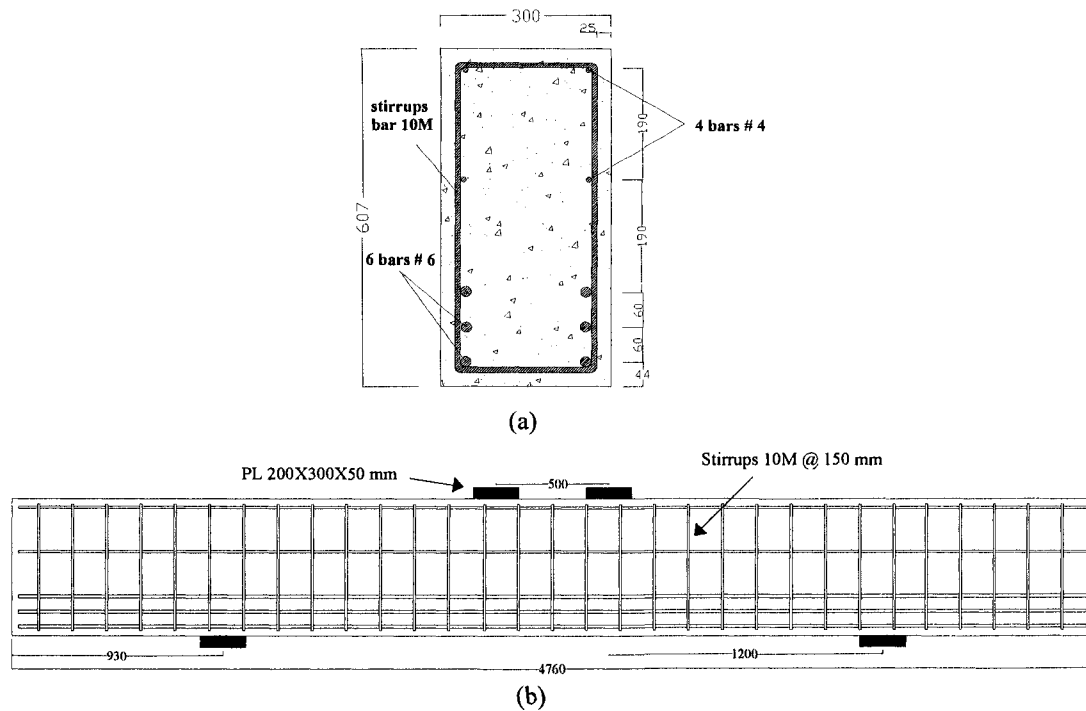 300
25
stirrups
bar 10M
190
4 bars # 4
607
190
6 bars # 6
60
60
44
(a)
PL 200X300X50 mm
500
Stirrups 10M @ 150 mm
930
1200
4760
(b)